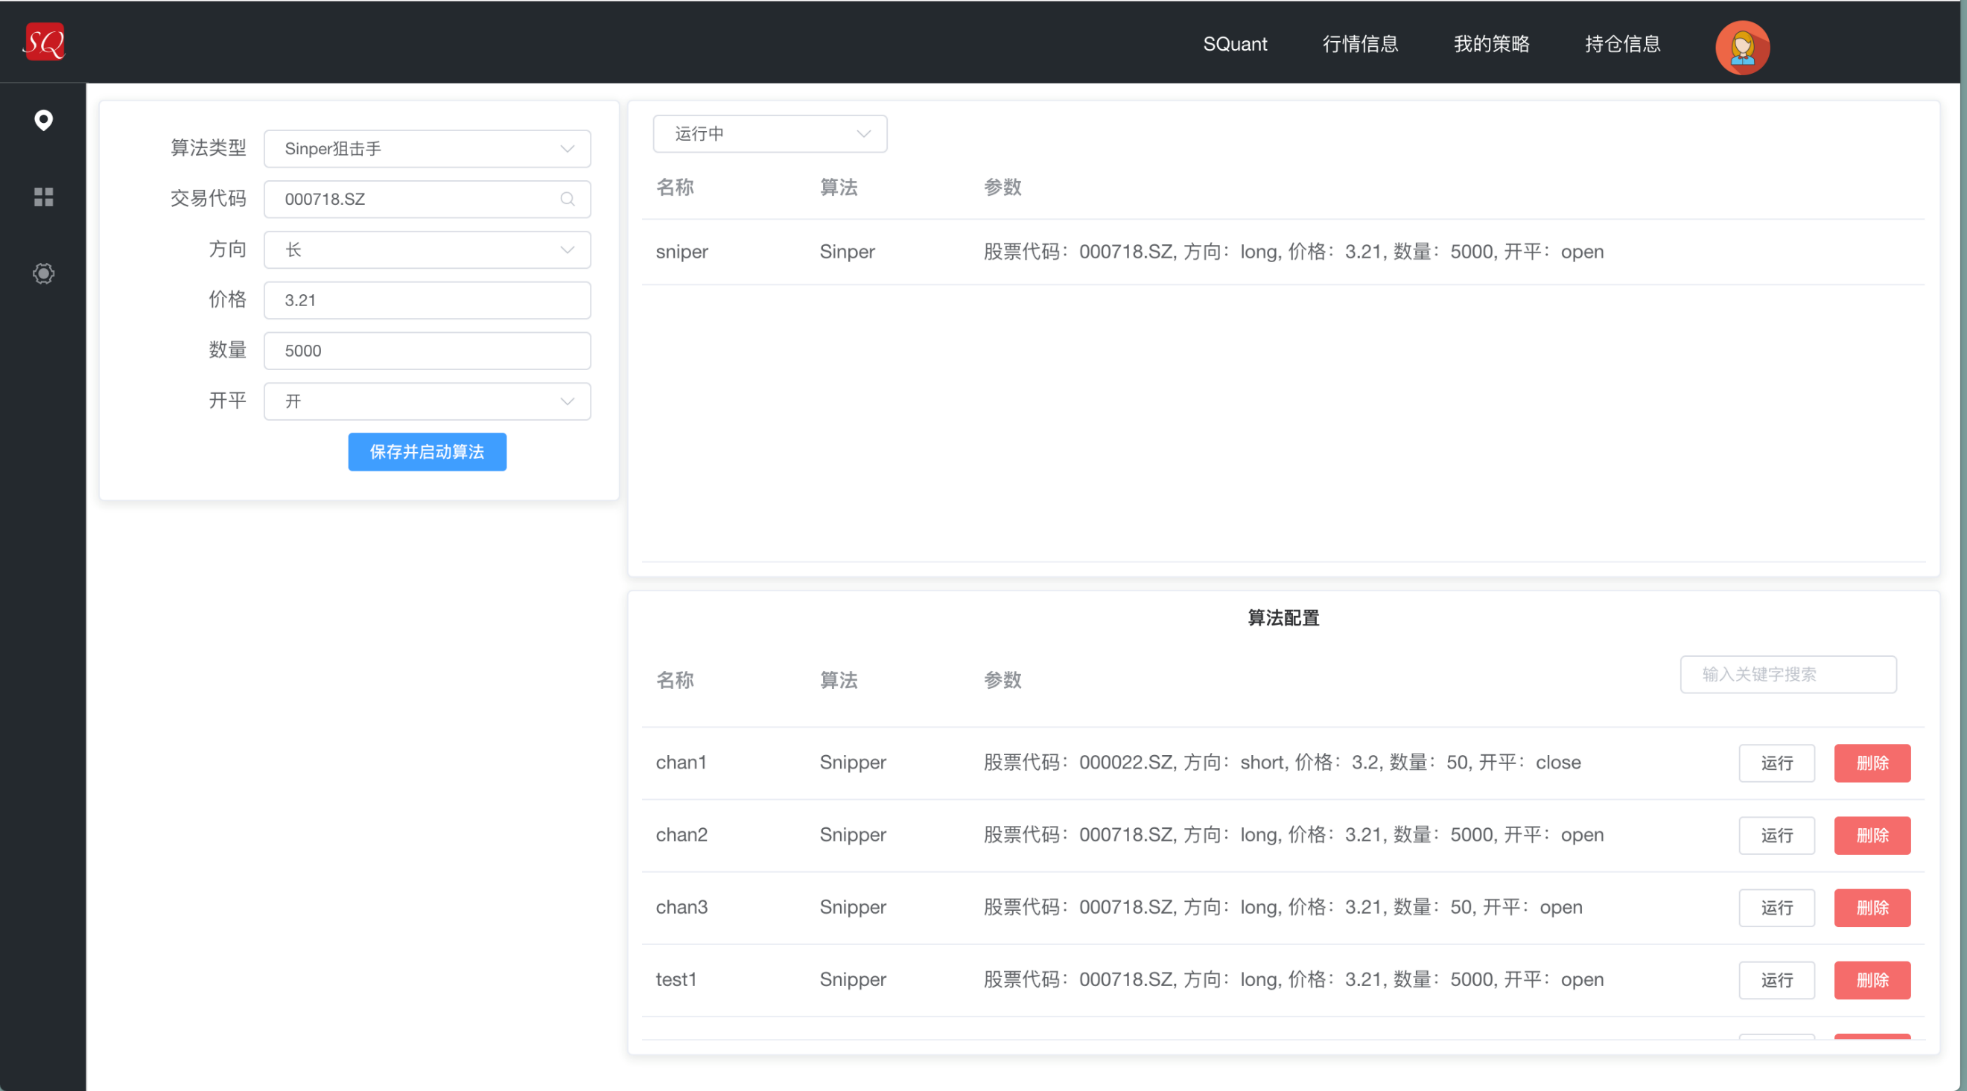 SQ
SQuant 行情信息 我的策略 持仓信息
算法类型 Sinper狙击手
交易代码 000718.SZ
方向 长
价格 3.21
数量 5000
开平 开
保存并启动算法
运行中
名称 算法 参数
sniper Sinper 股票代码：000718.SZ, 方向：long, 价格：3.21, 数量：5000, 开平：open
算法配置
名称 算法 参数 输入关键字搜索
chan1 Snipper 股票代码：000022.SZ, 方向：short, 价格：3.2, 数量：50, 开平：close 运行 删除
chan2 Snipper 股票代码：000718.SZ, 方向：long, 价格：3.21, 数量：5000, 开平：open 运行 删除
chan3 Snipper 股票代码：000718.SZ, 方向：long, 价格：3.21, 数量：50, 开平：open 运行 删除
test1 Snipper 股票代码：000718.SZ, 方向：long, 价格：3.21, 数量：5000, 开平：open 运行 删除